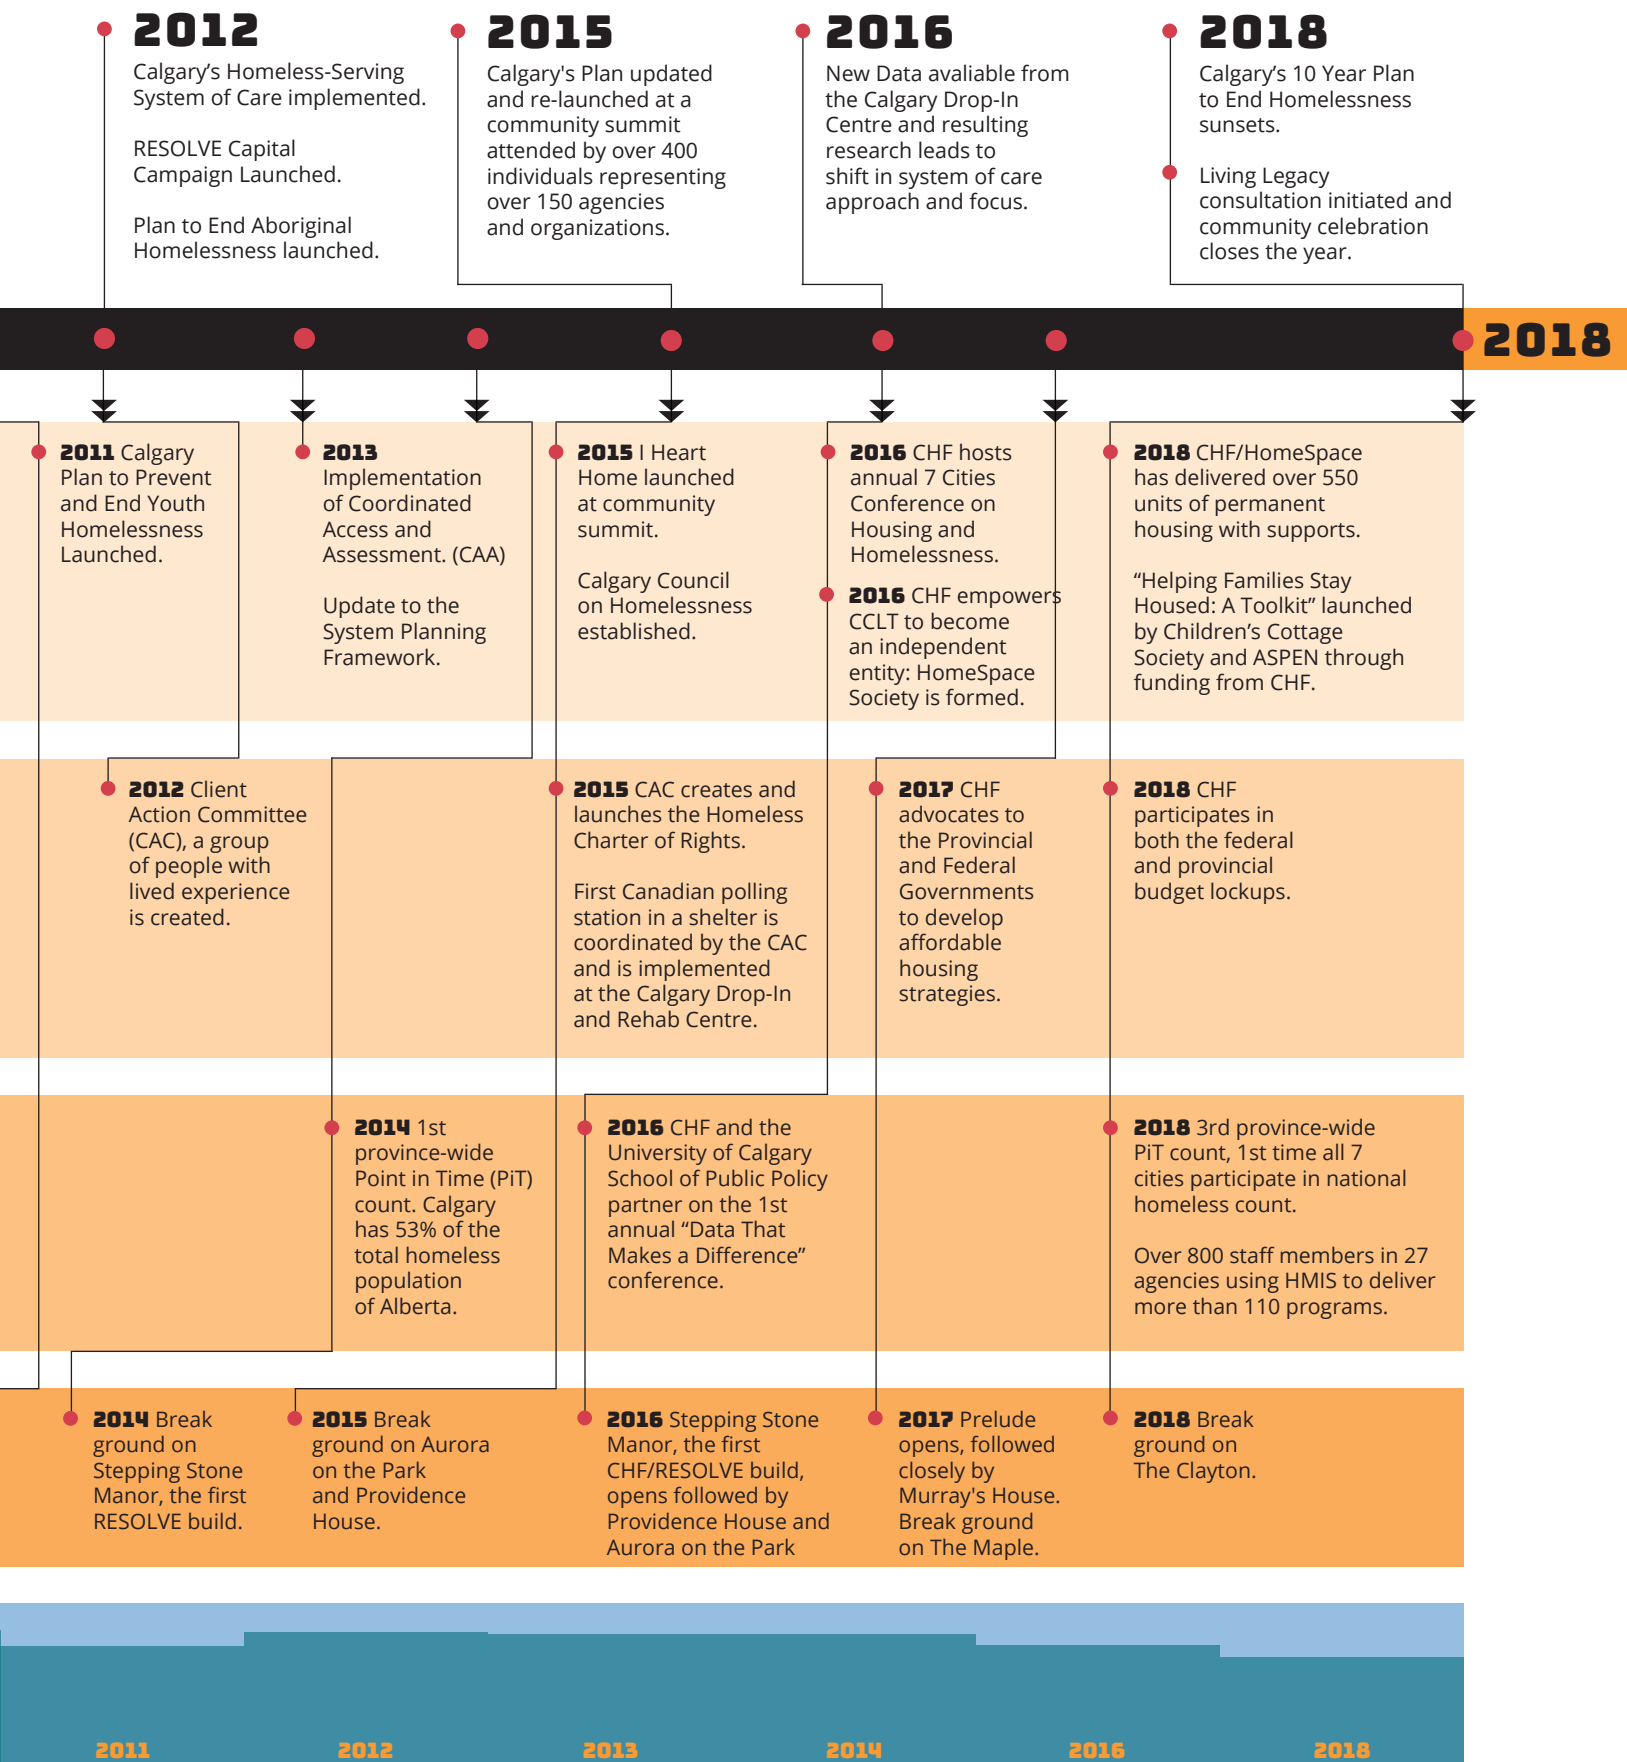 2012
Calgary’s Homeless-Serving
System of Care implemented.
RESOLVE Capital
Campaign Launched.
Plan to End Aboriginal
Homelessness launched.
2015
Calgary's Plan updated
and re-launched at a
community summit
attended by over 400
individuals representing
over 150 agencies
and organizations.
2016
New Data avaliable from
the Calgary Drop-In
Centre and resulting
research leads to
shift in system of care
approach and focus.
2018
Calgary’s 10 Year Plan
to End Homelessness
sunsets.
Living Legacy
consultation initiated and
community celebration
closes the year.
2018
2011 Calgary
Plan to Prevent
and End Youth
Homelessness
Launched.
2013
Implementation
of Coordinated
Access and
Assessment. (CAA)
Update to the
System Planning
Framework.
2015 I Heart
Home launched
at community
summit.
Calgary Council
on Homelessness
established.
2016 CHF hosts
annual 7 Cities
Conference on
Housing and
Homelessness.
2016 CHF empowers
CCLT to become
an independent
entity: HomeSpace
Society is formed.
2018 CHF/HomeSpace
has delivered over 550
units of permanent
housing with supports.
“Helping Families Stay
Housed: A Toolkit” launched
by Children’s Cottage
Society and ASPEN through
funding from CHF.
2012 Client
Action Committee
(CAC), a group
of people with
lived experience
is created.
2015 CAC creates and
launches the Homeless
Charter of Rights.
First Canadian polling
station in a shelter is
coordinated by the CAC
and is implemented
at the Calgary Drop-In
and Rehab Centre.
2017 CHF
advocates to
the Provincial
and Federal
Governments
to develop
affordable
housing
strategies.
2018 CHF
participates in
both the federal
and provincial
budget lockups.
2014 1st
province-wide
Point in Time (PiT)
count. Calgary
has 53% of the
total homeless
population
of Alberta.
2016 CHF and the
University of Calgary
School of Public Policy
partner on the 1st
annual “Data That
Makes a Difference”
conference.
2018 3rd province-wide
PiT count, 1st time all 7
cities participate in national
homeless count.
Over 800 staff members in 27
agencies using HMIS to deliver
more than 110 programs.
2014 Break
ground on
Stepping Stone
Manor, the first
RESOLVE build.
2015 Break
ground on Aurora
on the Park
and Providence
House.
2016 Stepping Stone
Manor, the first
CHF/RESOLVE build,
opens followed by
Providence House and
Aurora on the Park
2017 Prelude
opens, followed
closely by
Murray's House.
Break ground
on The Maple.
2018 Break
ground on
The Clayton.
2011 2012 2013 2014 2016 2018